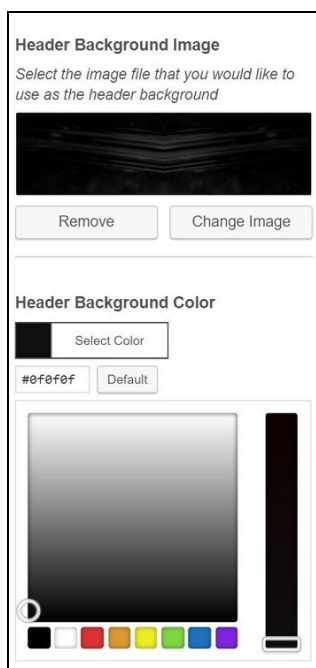 Header Background Image
Select the image file that you would like to
use as the header background
Remove
Change Image
Header Background Color
Select Color
#0f0f0f
Default